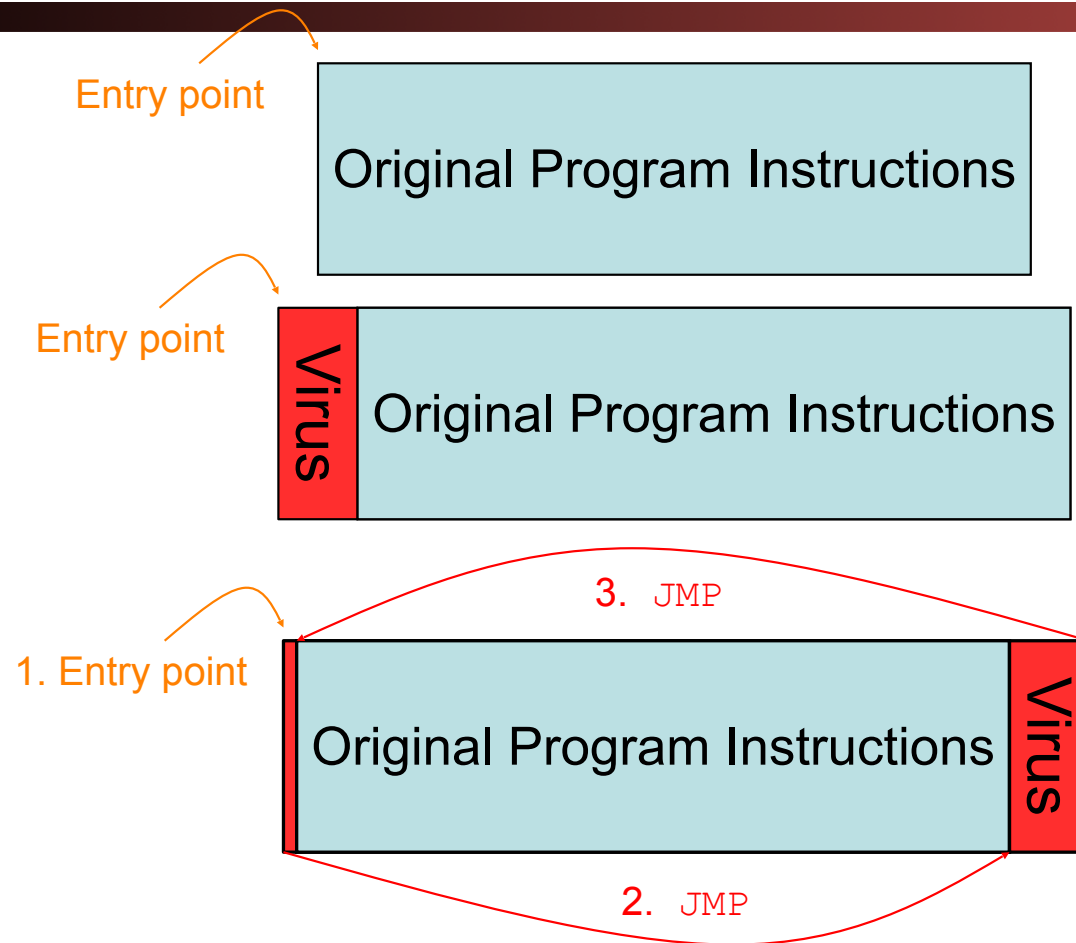 Entry point
Original Program Instructions
Entry point
Virus
Original Program Instructions
3. JMP
1. Entry point
Original Program Instructions
Virus
2. JMP